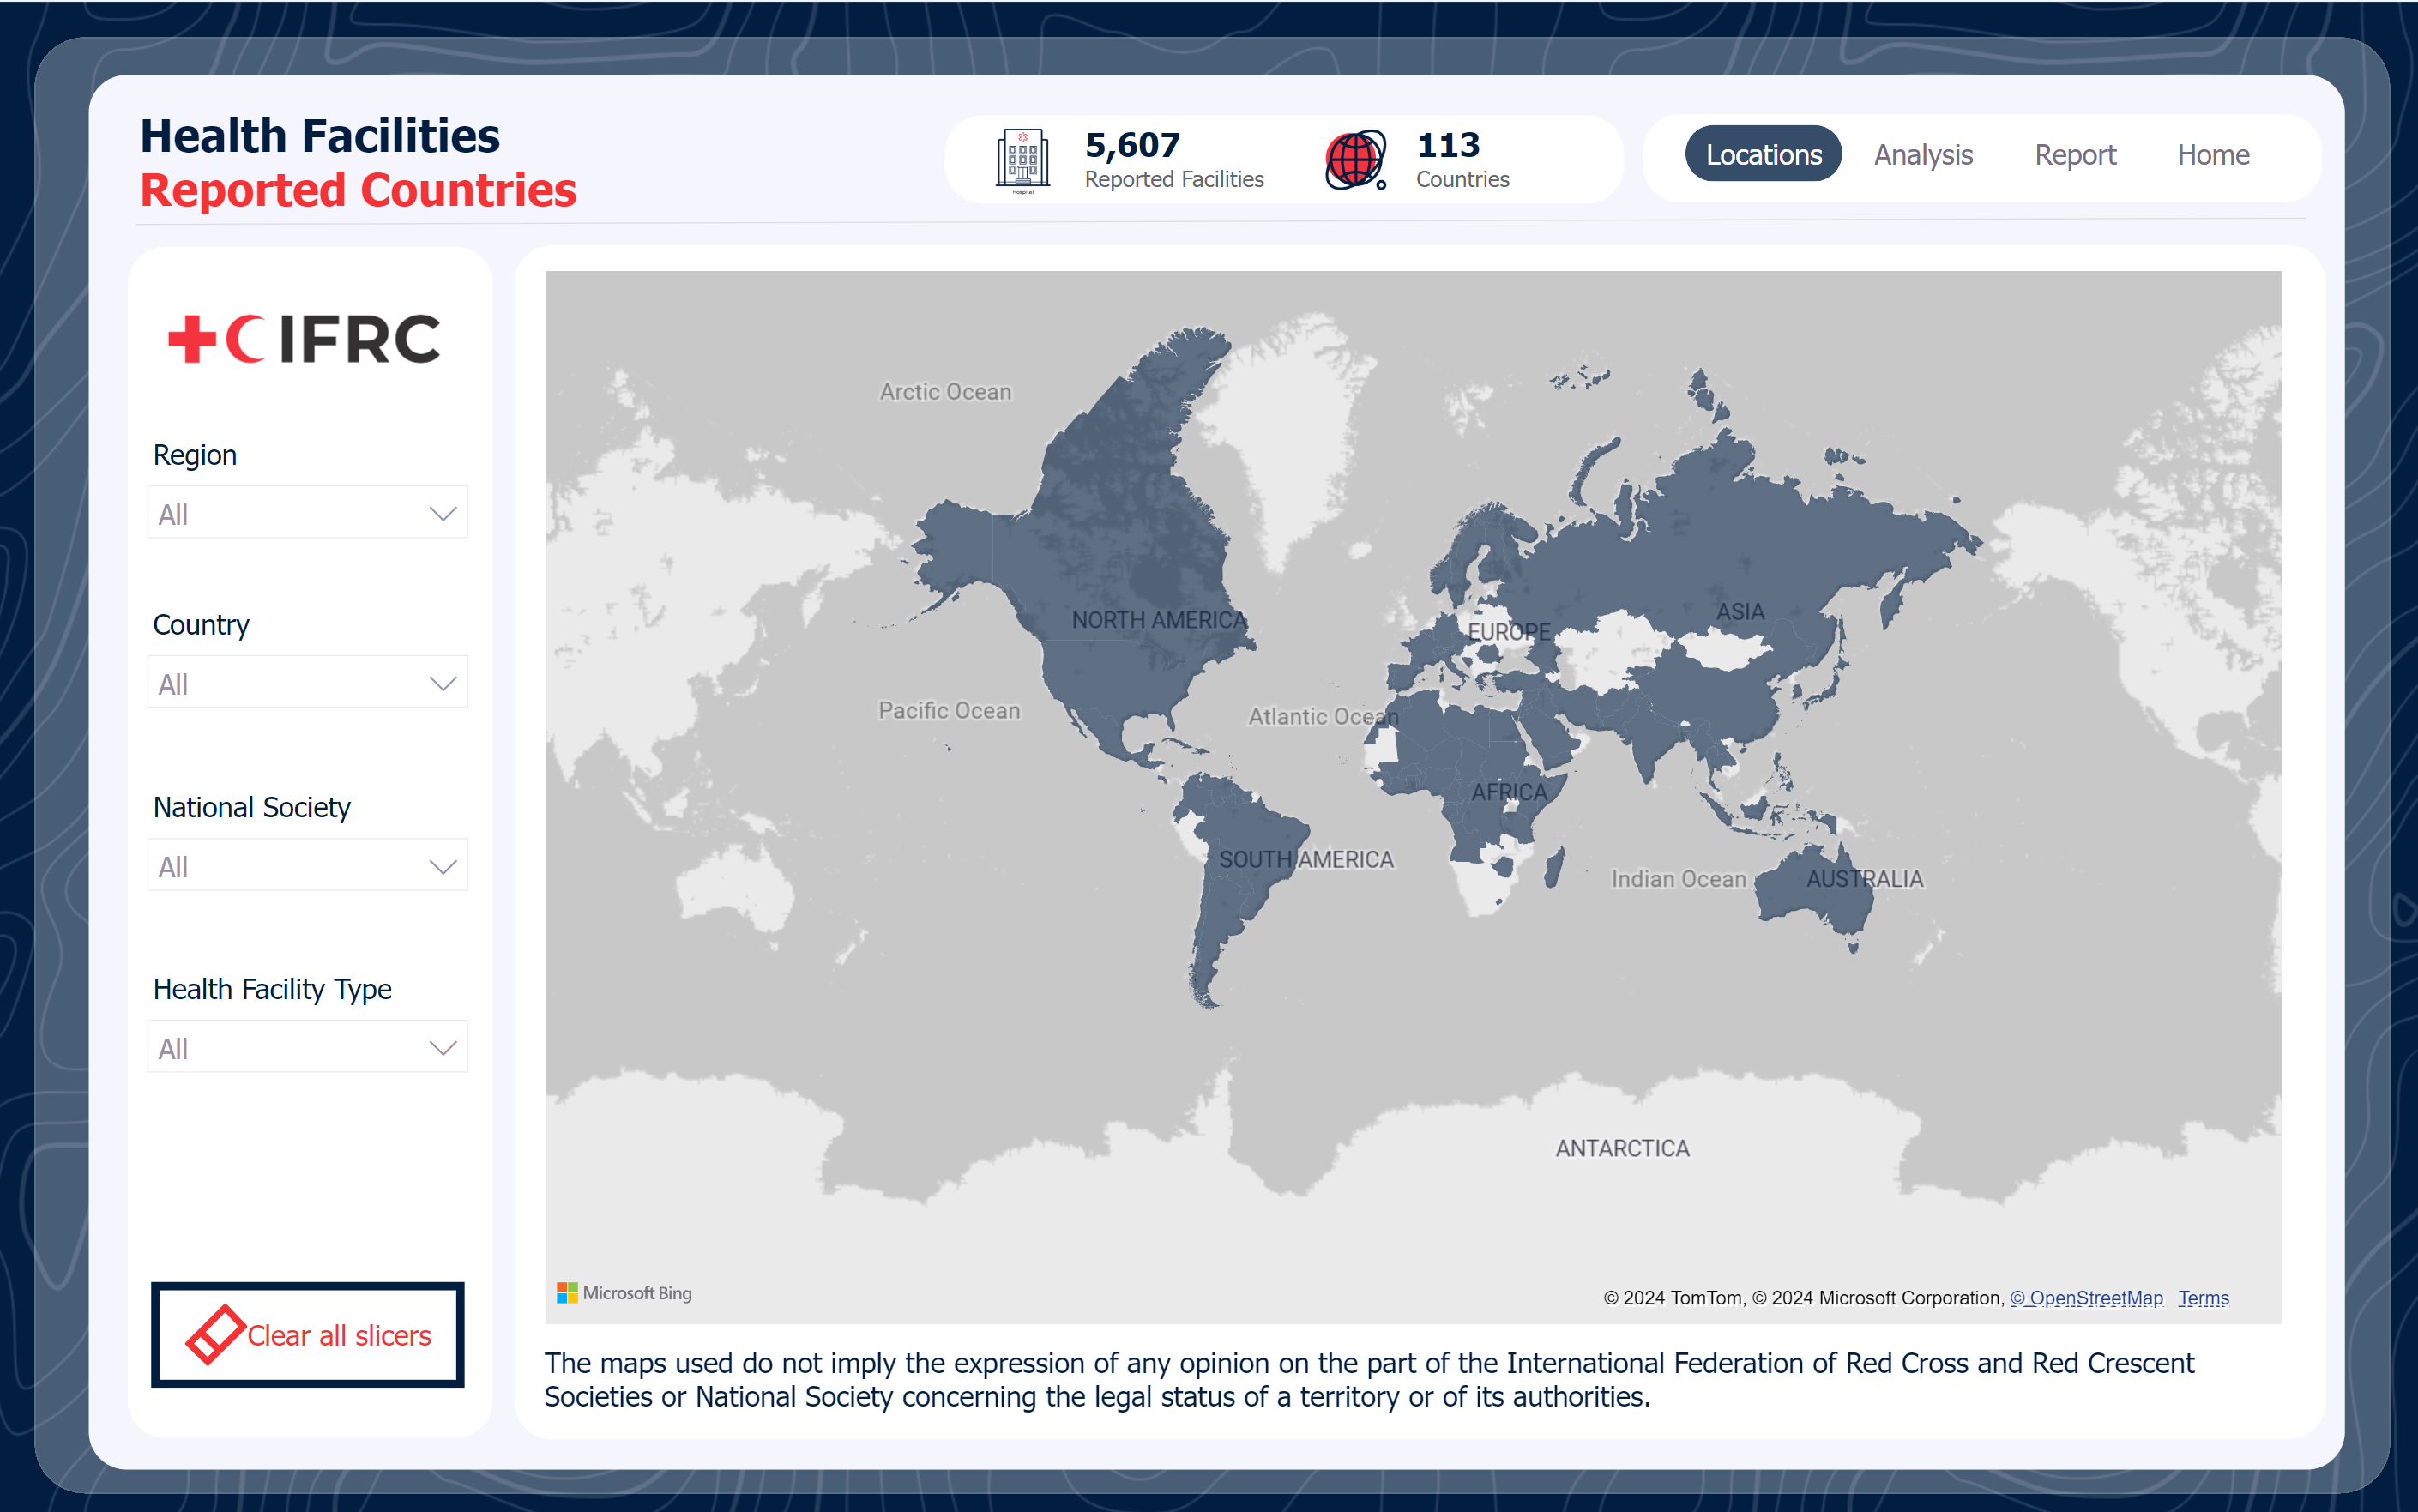 Health Facilities
Reported Countries
Hospital
5,607
Reported Facilities
113
Countries
Locations
Analysis
Report
Home
IFRC
Region
All
Country
All
National Society
All
Health Facility Type
All
Clear all slicers
Arctic Ocean
NORTH AMERICA
EUROPE
ASIA
Pacific Ocean
Atlantic Ocean
AFRICA
SOUTH AMERICA
Indian Ocean
AUSTRALIA
ANTARCTICA
Microsoft Bing
© 2024 TomTom, © 2024 Microsoft Corporation, © OpenStreetMap Terms
The maps used do not imply the expression of any opinion on the part of the International Federation of Red Cross and Red Crescent
Societies or National Society concerning the legal status of a territory or of its authorities.